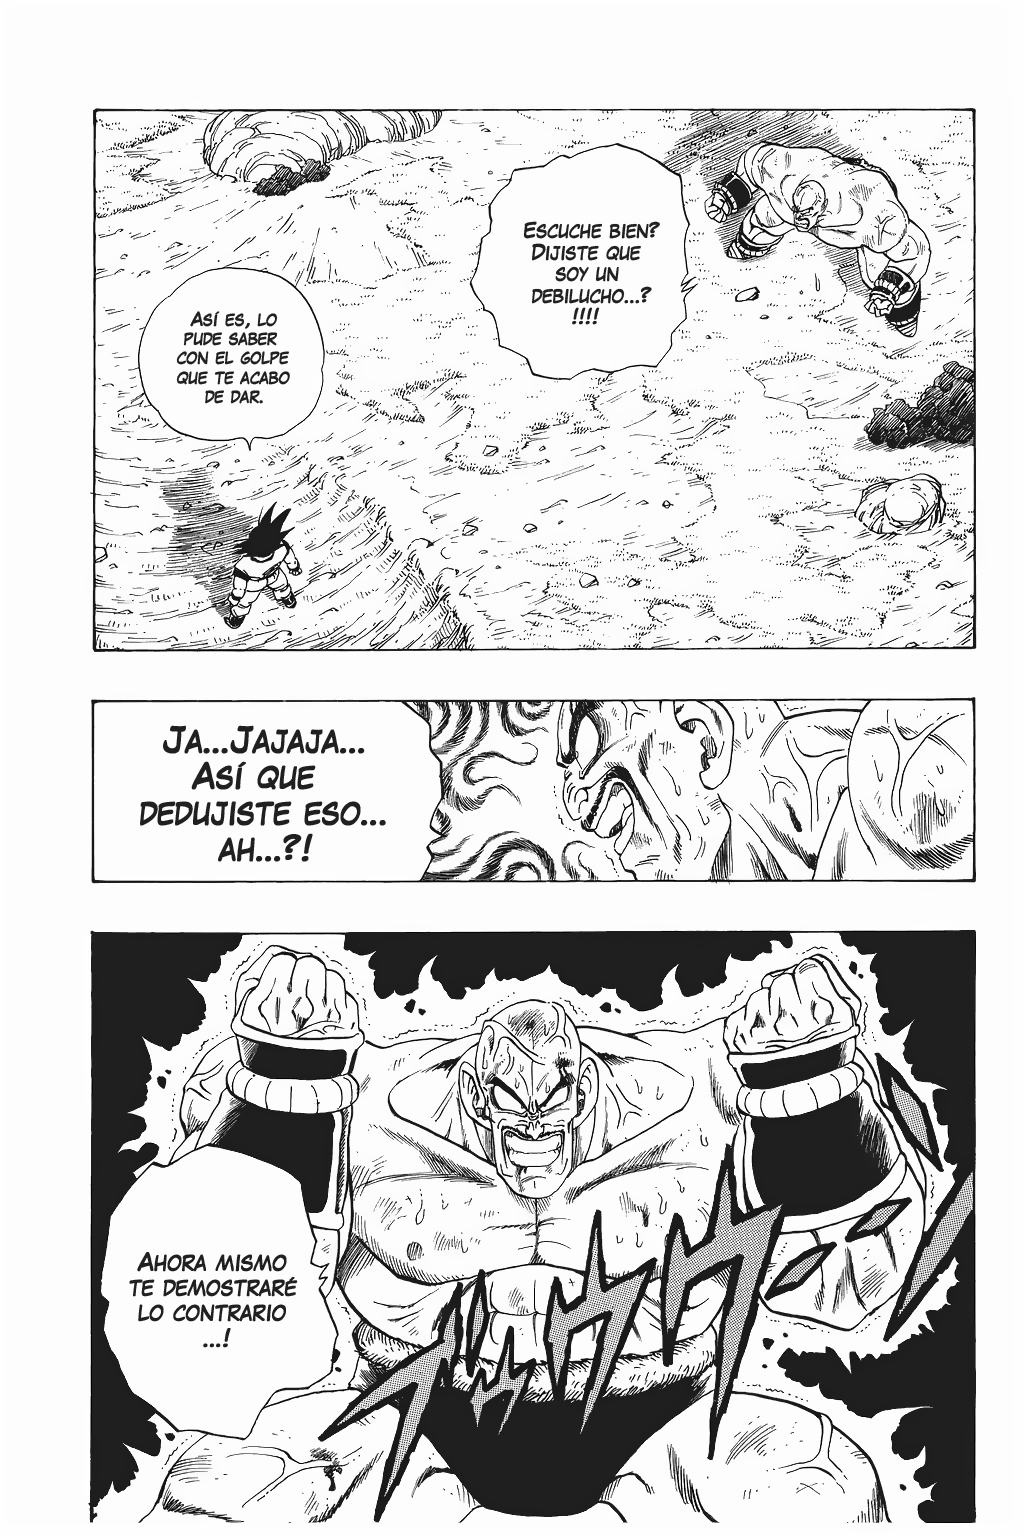 ESCUCHE BIEN?
DIJISTE QUE
SOY UN
DEBILUCHO...?
!!!!
ASÍ ES, LO
PUDE SABER
CON EL GOLPE
QUE TE ACABO
DE DAR.
JA...JAJAJA...
ASÍ QUE
DEDUJISTE ESO...
AH...?!
AHORA MISMO
TE DEMOSTRARÉ
LO CONTRARIO
...!